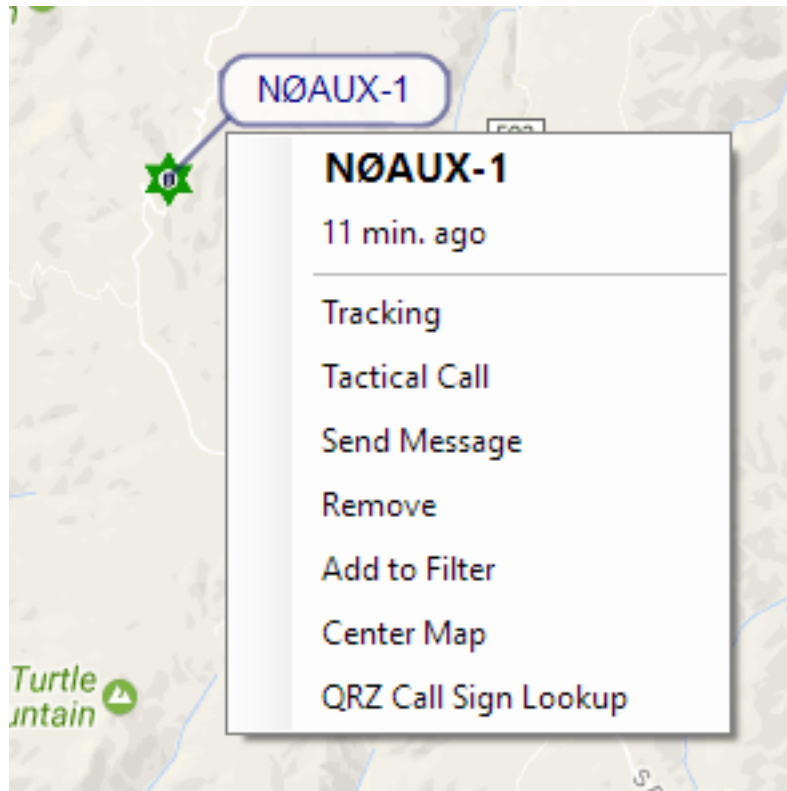 NØAUX-1
NØAUX-1
11 min. ago
Tracking
Tactical Call
Send Message
Remove
Add to Filter
Center Map
QRZ Call Sign Lookup
Turtle